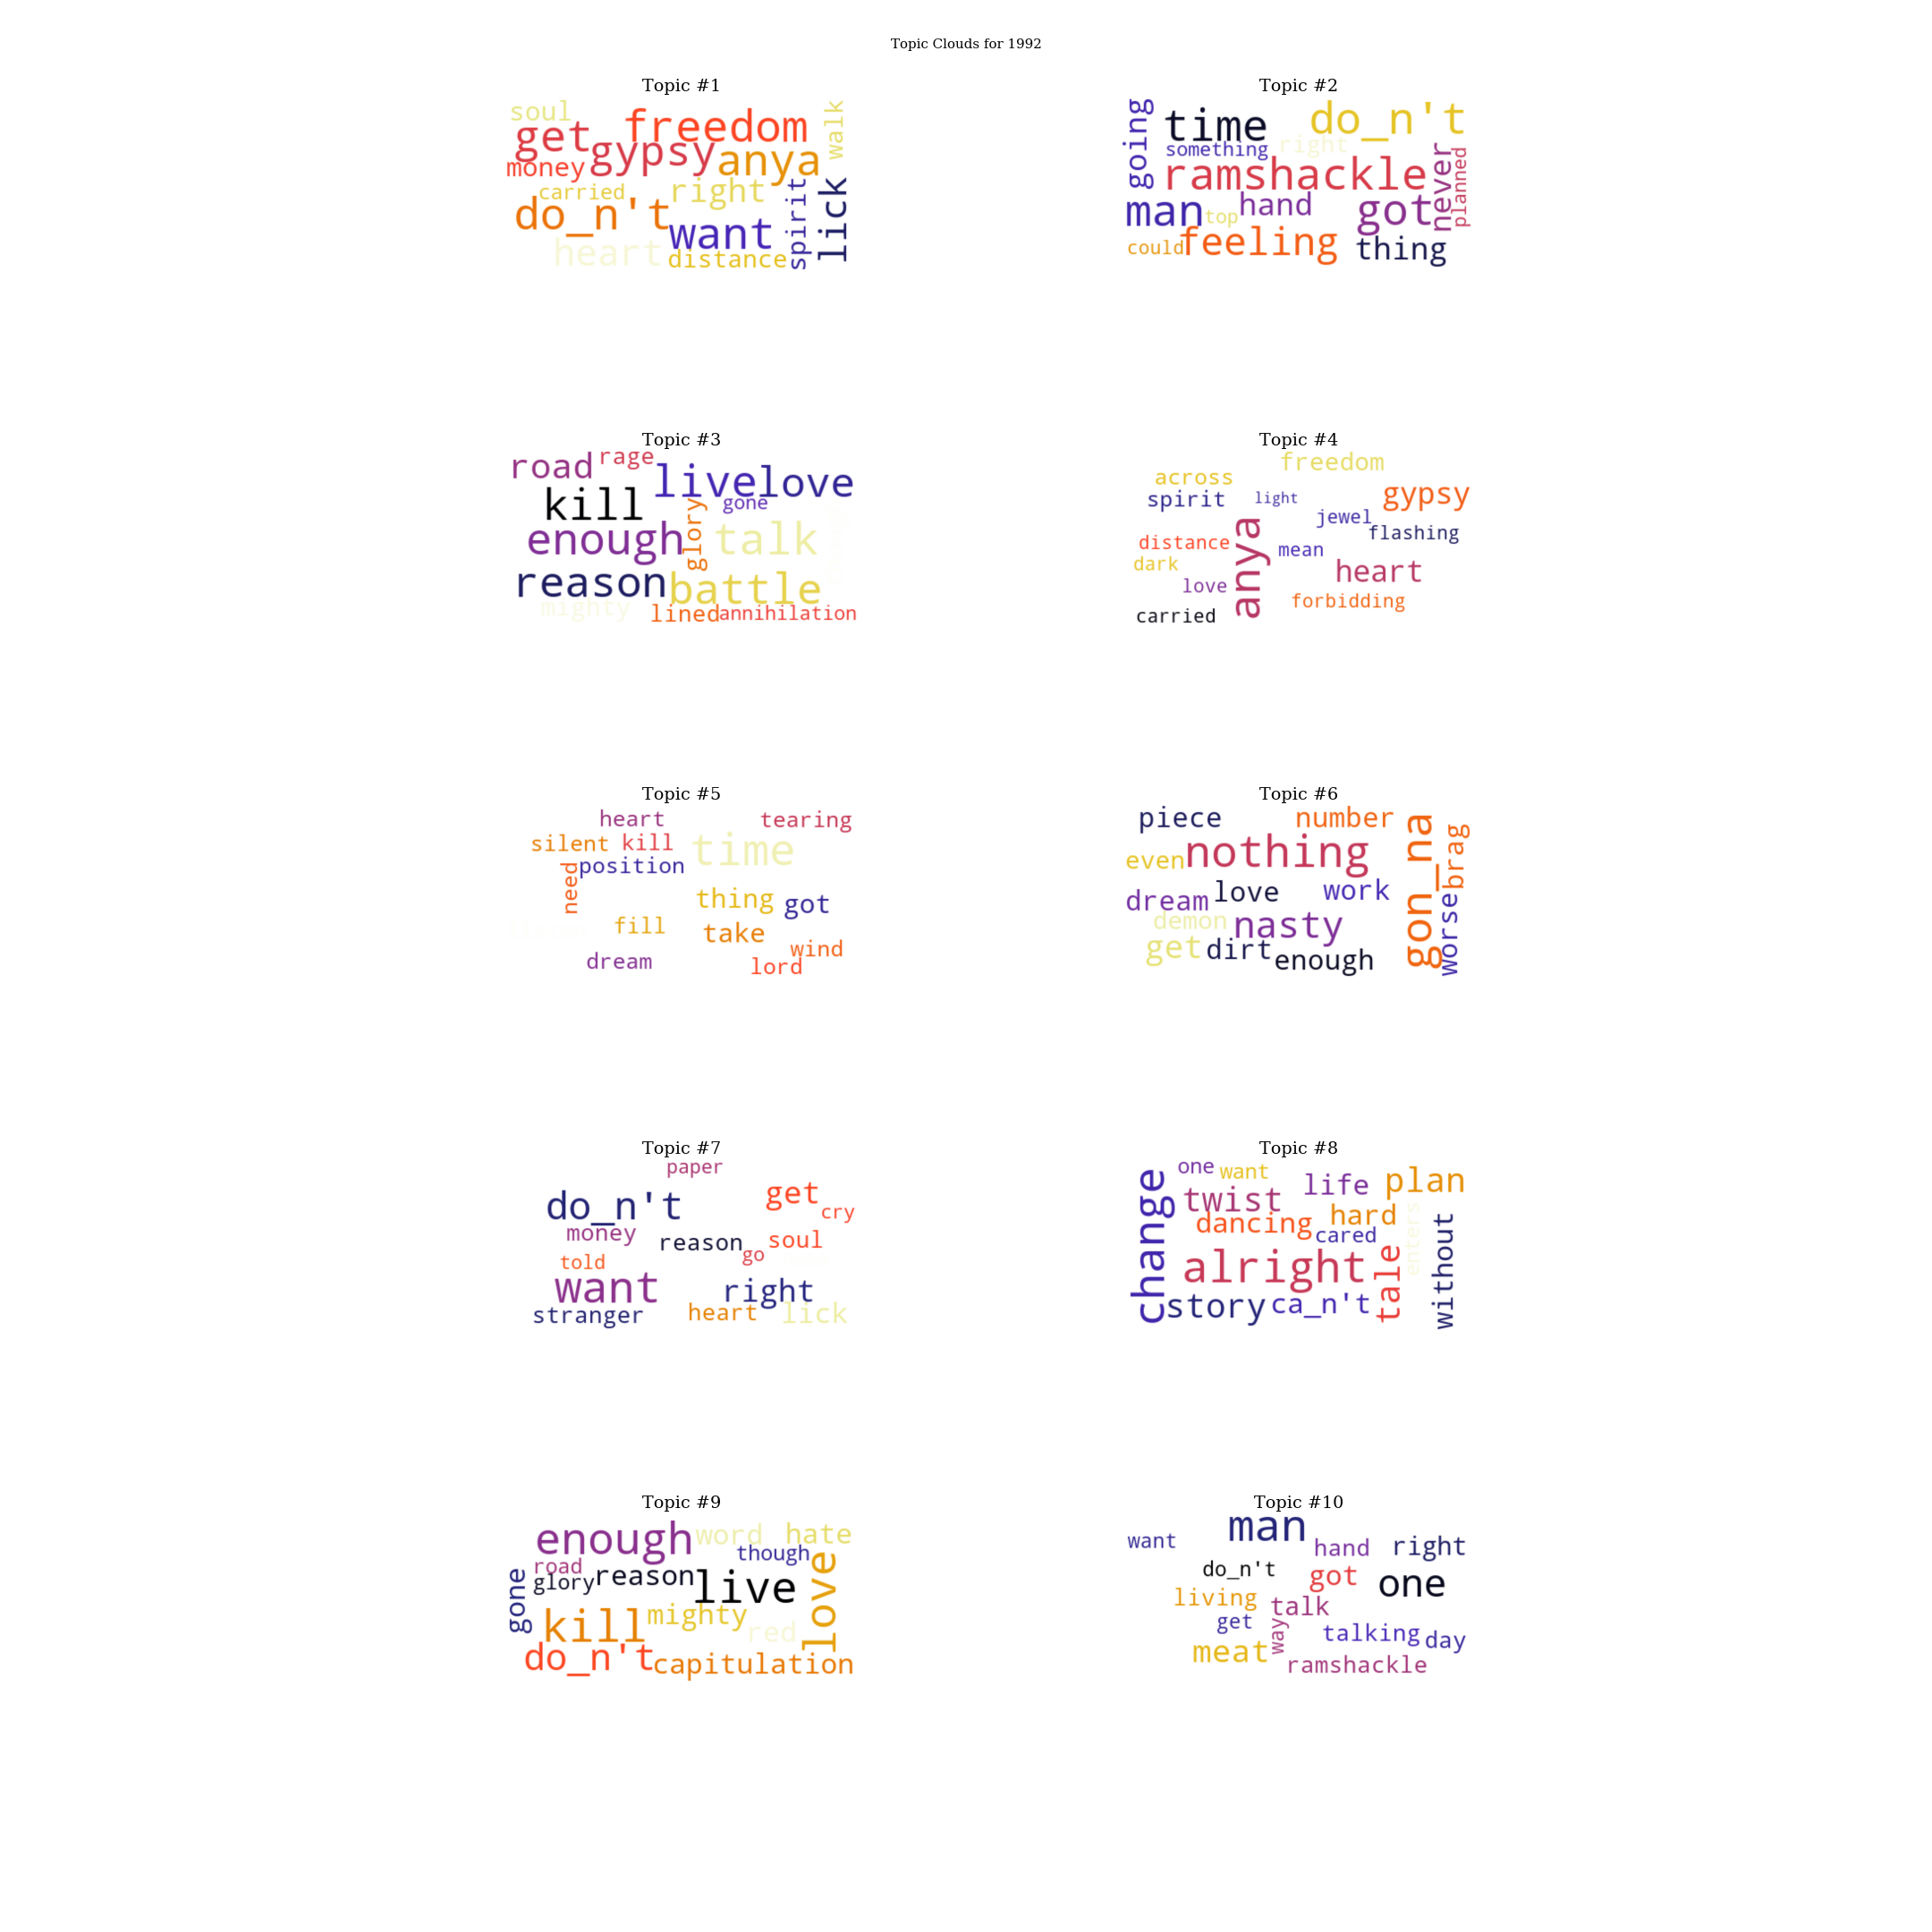 Topic Clouds for 1992
Topic #1
soul
freedom
walk
get
gypsy
anya
money
carried
right
spirit
lick
do_n't
want
heart
distance
Topic #2
going
time
do_n't
something
right
ramshackle
never
planned
man
top
hand
got
could
feeling
thing
Topic #3
road
rage
live
love
kill
gone
glory
enough
talk
reason
battle
mighty
lined
annihilation
Topic #4
freedom
across
spirit
light
gypsy
jewel
flashing
distance
mean
dark
anya
heart
love
forbidding
carried
Topic #5
heart
tearing
silent
kill
time
position
need
thing
got
fill
take
wind
dream
lord
Topic #6
piece
number
gon_na
brag
even
nothing
dream
love
work
worse
demon
nasty
get
dirt
enough
Topic #7
paper
do_n't
get
cry
money
reason
soul
told
go
want
right
stranger
heart
lick
Topic #8
one
want
change
twist
life
plan
dancing
hard
cared
enters
without
alright
tale
story
ca_n't
Topic #9
enough
word
hate
though
road
glory
reason
live
love
gone
kill
mighty
red
do_n't
capitulation
Topic #10
want
man
hand
right
do_n't
got
one
living
talk
get
way
talking
day
meat
ramshackle